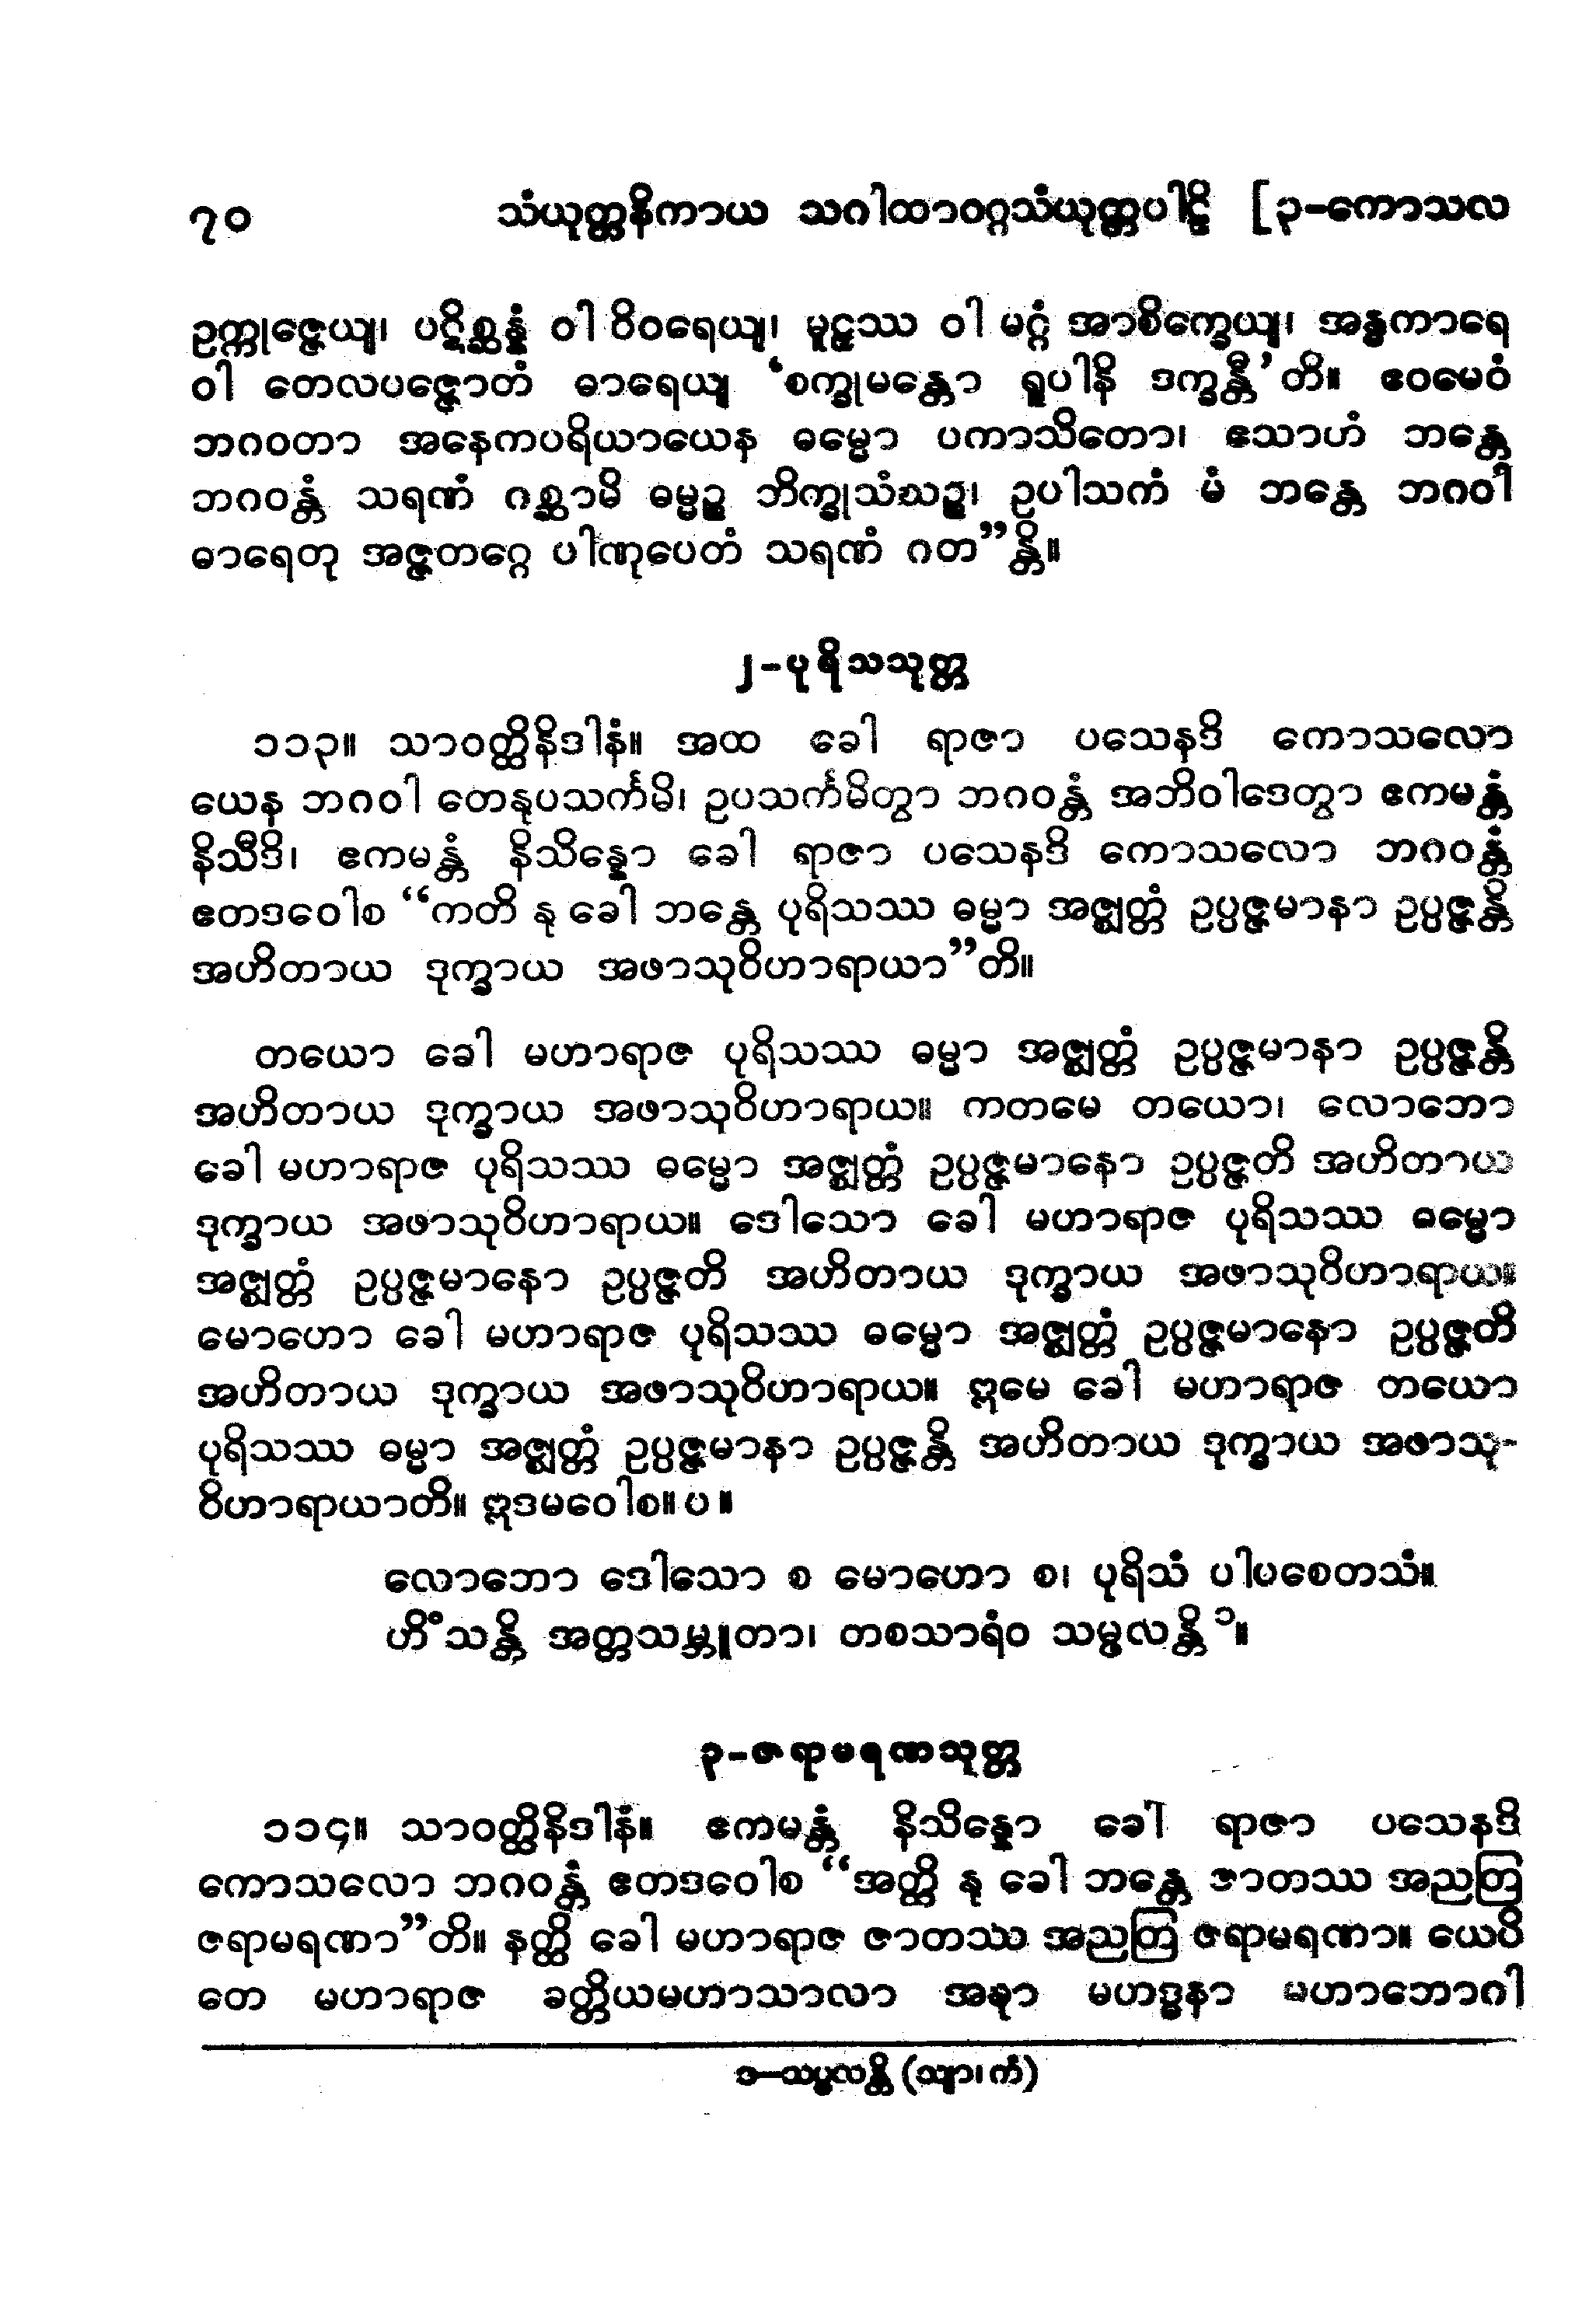 ၇၀ သံယုတ္တနိကာယ သဂါထာဝဂ္ဂသံယုတ္တပါဠိ [၃-ကောသလ
ဥက္ကုဇ္ဇေယျ၊ ပဋိစ္ဆန္နံ ဝါ ဝိဝရေယျ၊ မူဠှဿ ဝါ မဂ္ဂံ အာစိက္ခေယျ၊ အန္ဓကာရေ
ဝါ တေလပဇ္ဇောတံ ဓာရေယျ ‘စက္ခုမန္တော ရူပါနိ ဒက္ခန္တီ’တိ။ ဧဝမေဝံ
ဘဂဝတာ အနေကပရိယာယေန ဓမ္မော ပကာသိတော၊ ဧသာဟံ ဘန္တေ
ဘဂဝန္တံ သရဏံ ဂစ္ဆာမိ ဓမ္မဉ္စ ဘိက္ခုသံဃဉ္စ၊ ဥပါသကံ မံ ဘန္တေ ဘဂဝါ
ဓာရေတု အဇ္ဇတဂ္ဂေ ပါဏုပေတံ သရဏံ ဂတ”န္တိ။
၂-ပုရိသသုတ္တ
၁၁၃။ သာဝတ္ထိနိဒါနံ။ အထ ခေါ ရာဇာ ပသေနဒိ ကောသလော
ယေန ဘဂဝါ တေနုပသင်္ကမိ၊ ဥပသင်္ကမိတွာ ဘဂဝန္တံ အဘိဝါဒေတွာ ဧကမန္တံ
နိသီဒိ၊ ဧကမန္တံ နိသိန္နော ခေါ ရာဇာ ပသေနဒိ ကောသလော ဘဂဝန္တံ
ဧတဒဝေါစ “ကတိ နု ခေါ ဘန္တေ ပုရိသဿ ဓမ္မာ အဇ္ဈတ္တံ ဥပ္ပဇ္ဇမာနာ ဥပ္ပဇ္ဇန္တိ
အဟိတာယ ဒုက္ခာယ အဖာသုဝိဟာရာယာ”တိ။
တယော ခေါ မဟာရာဇ ပုရိသဿ ဓမ္မာ အဇ္ဈတ္တံ ဥပ္ပဇ္ဇမာနာ ဥပ္ပဇ္ဇန္တိ
အဟိတာယ ဒုက္ခာယ အဖာသုဝိဟာရာယ။ ကတမေ တယော၊ လောဘော
ခေါ မဟာရာဇ ပုရိသဿ ဓမ္မော အဇ္ဈတ္တံ ဥပ္ပဇ္ဇမာနော ဥပ္ပဇ္ဇတိ အဟိတာယ
ဒုက္ခာယ အဖာသုဝိဟာရာယ။ ဒေါသော ခေါ မဟာရာဇ ပုရိသဿ ဓမ္မော
အဇ္ဈတ္တံ ဥပ္ပဇ္ဇမာနော ဥပ္ပဇ္ဇတိ အဟိတာယ ဒုက္ခာယ အဖာသုဝိဟာရာယ။
မောဟော ခေါ မဟာရာဇ ပုရိသဿ ဓမ္မော အဇ္ဈတ္တံ ဥပ္ပဇ္ဇမာနော ဥပ္ပဇ္ဇတိ
အဟိတာယ ဒုက္ခာယ အဖာသုဝိဟာရာယ။ ဣမေ ခေါ မဟာရာဇ တယော
ပုရိသဿ ဓမ္မာ အဇ္ဈတ္တံ ဥပ္ပဇ္ဇမာနာ ဥပ္ပဇ္ဇန္တိ အဟိတာယ ဒုက္ခာယ အဖာသု-
ဝိဟာရာယာတိ။ ဣဒမဝေါစ။ ပ ။
လောဘော ဒေါသော စ မောဟော စ၊ ပုရိသံ ပါပစေတသံ။
ဟိံသန္တိ အတ္တသမ္ဘူတာ၊ တစသာရံဝ သမ္ဖလန္တိ ၁။
၃-ဇရာမရဏသုတ္တ
၁၁၄။ သာဝတ္ထိနိဒါနံ။ ဧကမန္တံ နိသိန္နော ခေါ ရာဇာ ပသေနဒိ
ကောသလော ဘဂဝန္တံ ဧတဒဝေါစ “အတ္ထိ နု ခေါ ဘန္တေ ဇာတဿ အညတြ
ဇရာမရဏာ”တိ။ နတ္ထိ ခေါ မဟာရာဇ ဇာတဿ အညတြ ဇရာမရဏာ။ ယေပိ
တေ မဟာရာဇ ခတ္တိယမဟာသာလာ အဍ္ဎာ မဟဒ္ဓနာ မဟာဘောဂါ
၁-သပ္ဖလန္တိ (သျာ၊ ကံ)